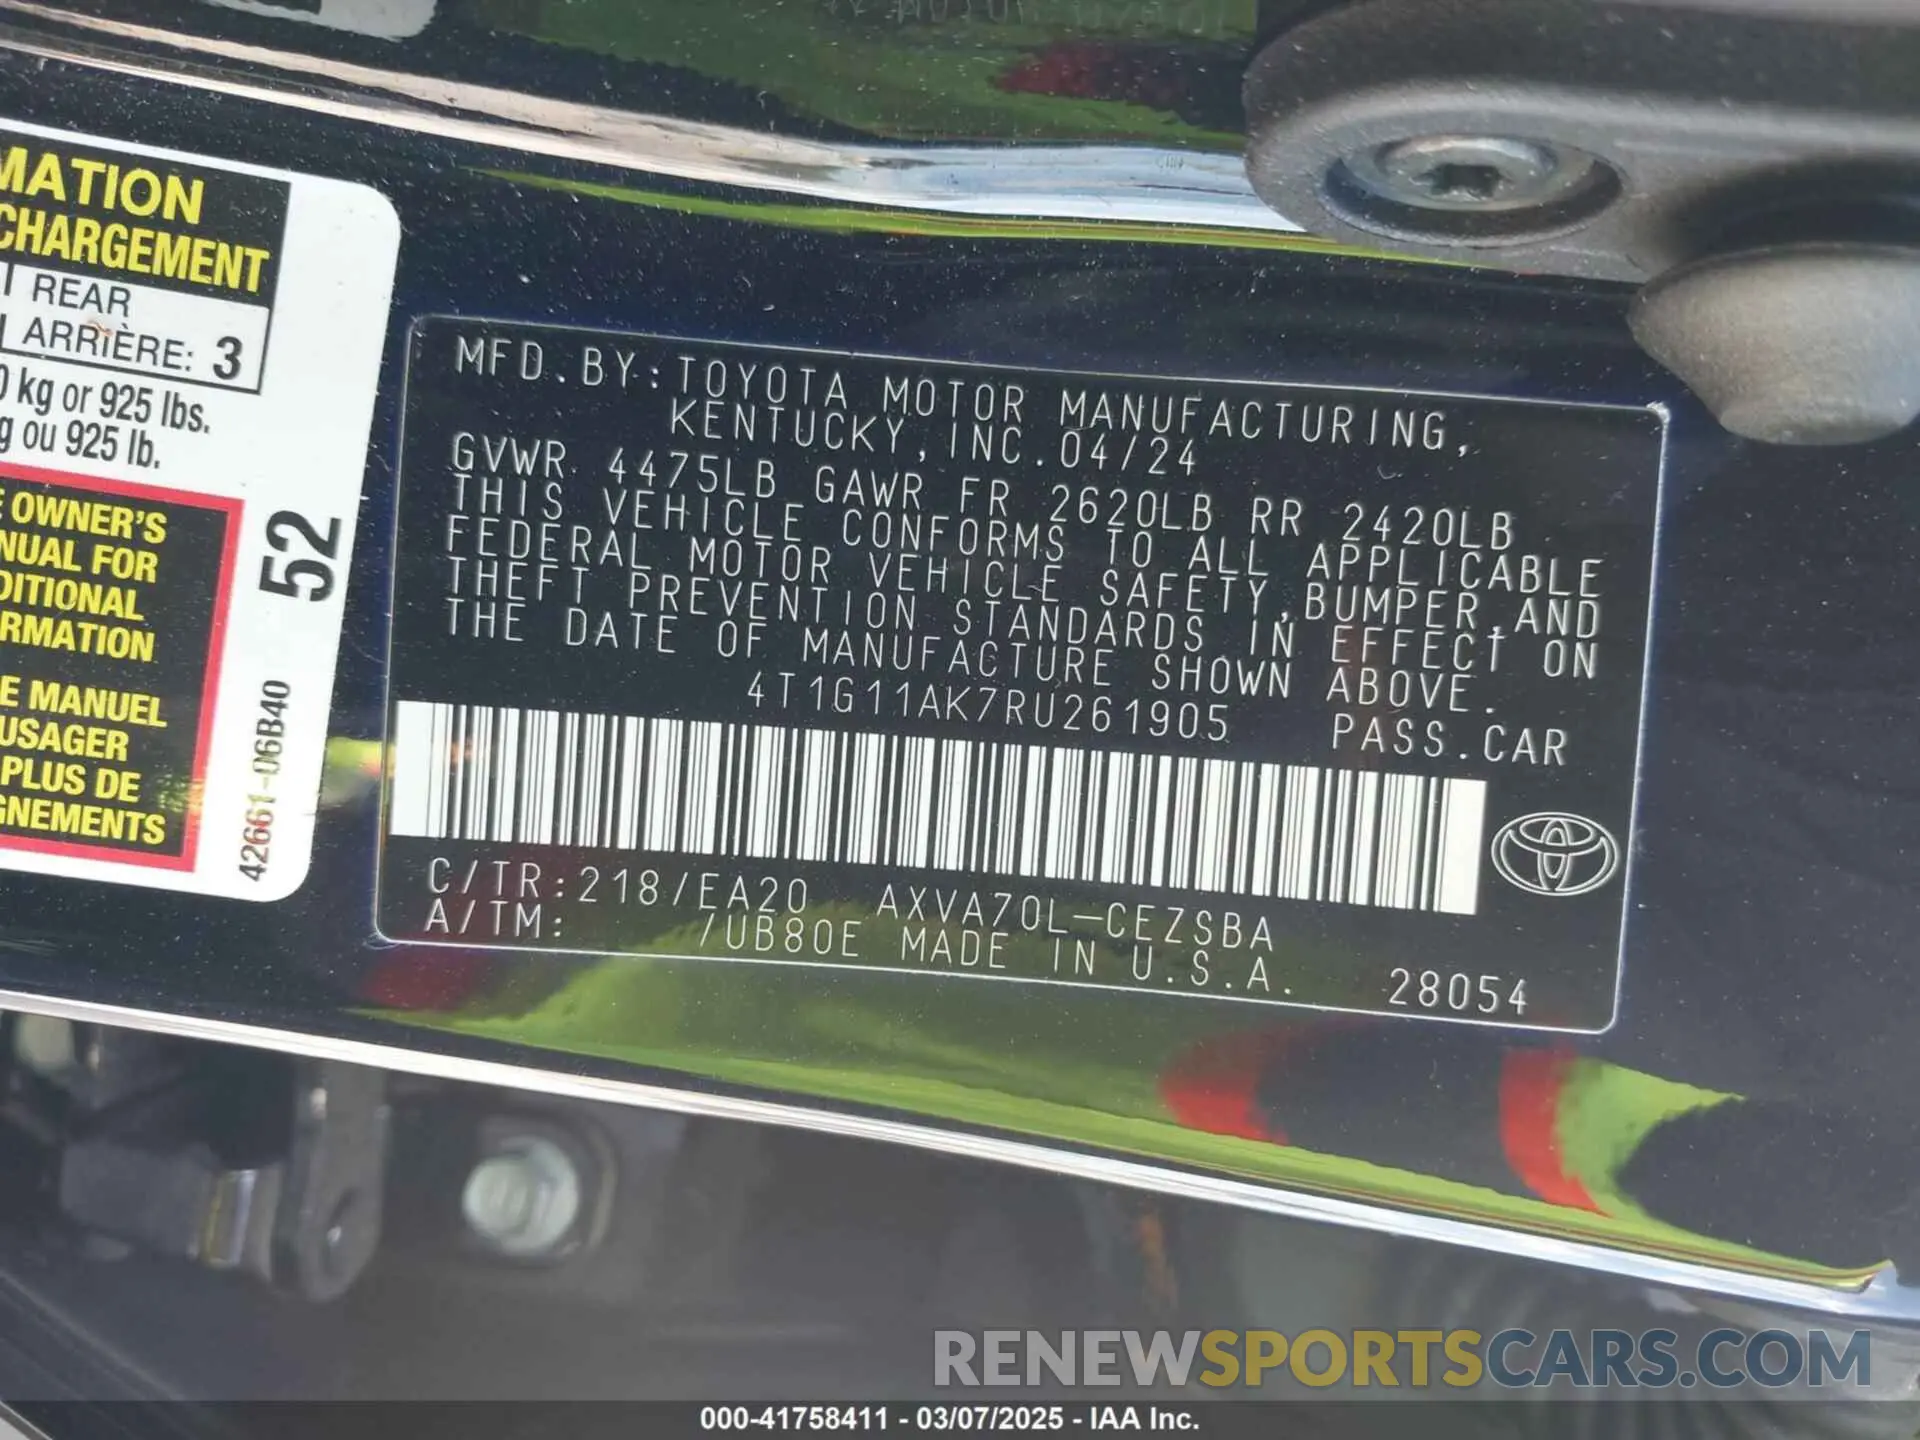 MATION
CHARGEMENT
REAR
ARRIÈRE: 3
kg or 925 lbs.
ou 925 lb.
OWNER'S
NUAL FOR
DITIONAL
RMATION
E MANUEL
USAGER
PLUS DE
GNEMENTS
52
42661-06B40
MFD.BY:TOYOTA MOTOR MANUFACTURING,
KENTUCKY,INC.04/24
GVWR 4475LB GAWR FR 2620LB RR 2420LB
THIS VEHICLE CONFORMS TO ALL APPLICABLE
FEDERAL MOTOR VEHICLE SAFETY,BUMPER,AND
THEFT PREVENTION STANDARDS IN EFFECT ON
THE DATE OF MANUFACTURE SHOWN ABOVE.
4T1G11AK7RU261905 PASS.CAR
C/TR:218/EA20 AXVA70L-CEZSBA
A/TM: /UB80E MADE IN U.S.A.
28054
RENEWSPORTSCARS.COM
000-41758411 - 03/07/2025 - IAA Inc.